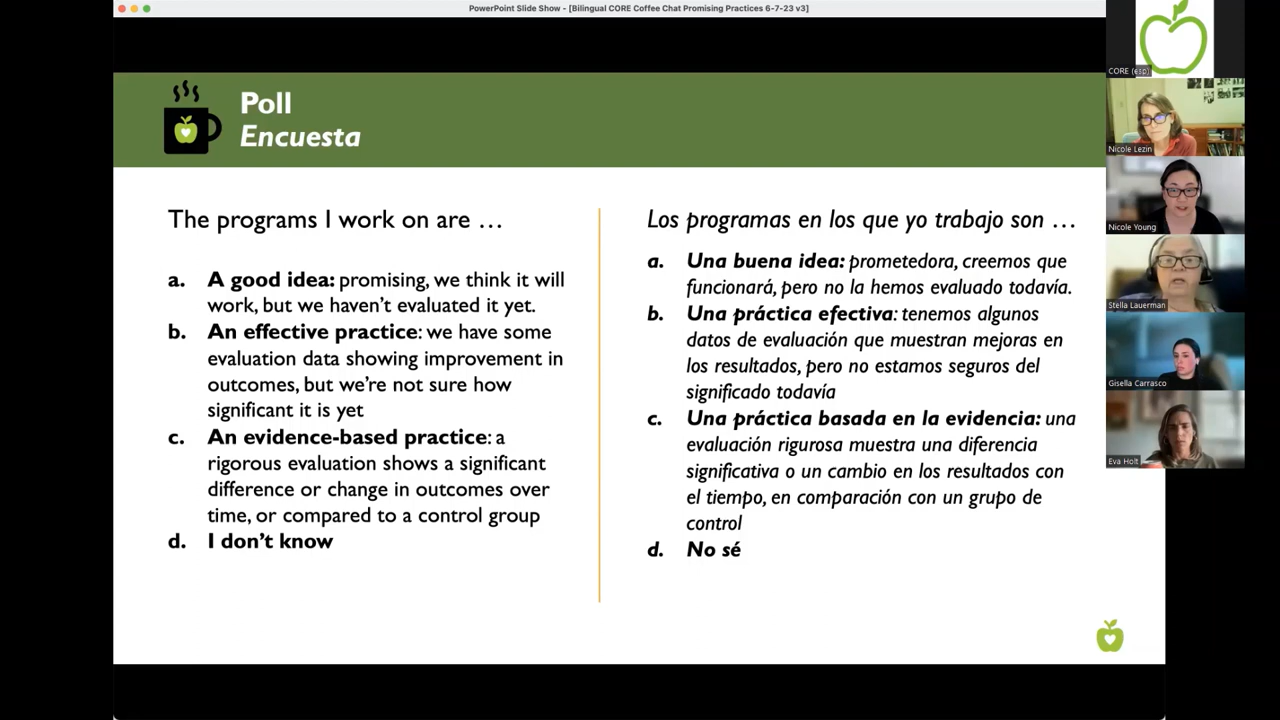 PowerPoint Slide Show - [Bilingual CORE Coffee Chat Promising Practices 6-7-23 v3]
Poll
Encuesta
The programs I work on are …
a. A good idea: promising, we think it will
work, but we haven’t evaluated it yet.
b. An effective practice: we have some
evaluation data showing improvement in
outcomes, but we’re not sure how
significant it is yet
c. An evidence-based practice: a
rigorous evaluation shows a significant
difference or change in outcomes over
time, or compared to a control group
d. I don’t know
Los programas en los que yo trabajo son …
a. Una buena idea: prometedora, creemos que
funcionará, pero no la hemos evaluado todavía.
b. Una práctica efectiva: tenemos algunos
datos de evaluación que muestran mejoras en
los resultados, pero no estamos seguros del
significado todavía
c. Una práctica basada en la evidencia: una
evaluación rigurosa muestra una diferencia
significativa o un cambio en los resultados con
el tiempo, en comparación con un grupo de
control
d. No sé
CORE (esp)
Nicole Lezin
Nicole Young
Stella Lauerman
Gisella Carrasco
Eva Holt